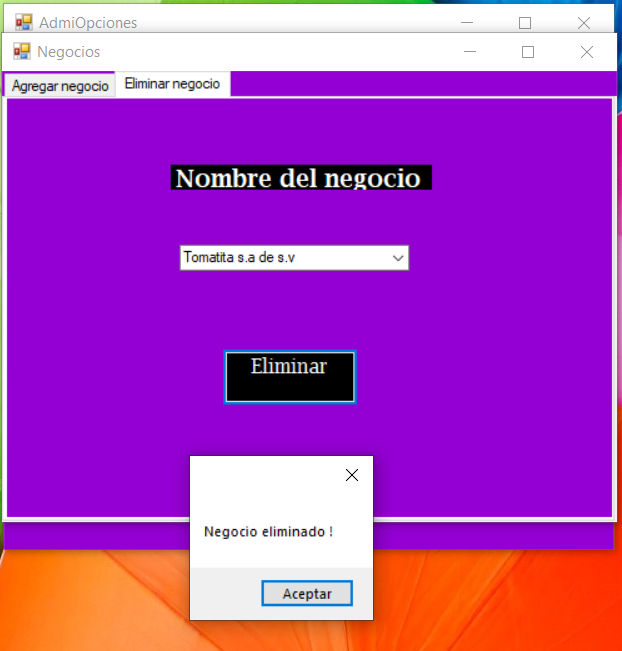 AdmiOpciones
Negocios
Agregar negocio
Eliminar negocio
Nombre del negocio
Tomatita s.a de s.v
Eliminar
Negocio eliminado !
Aceptar